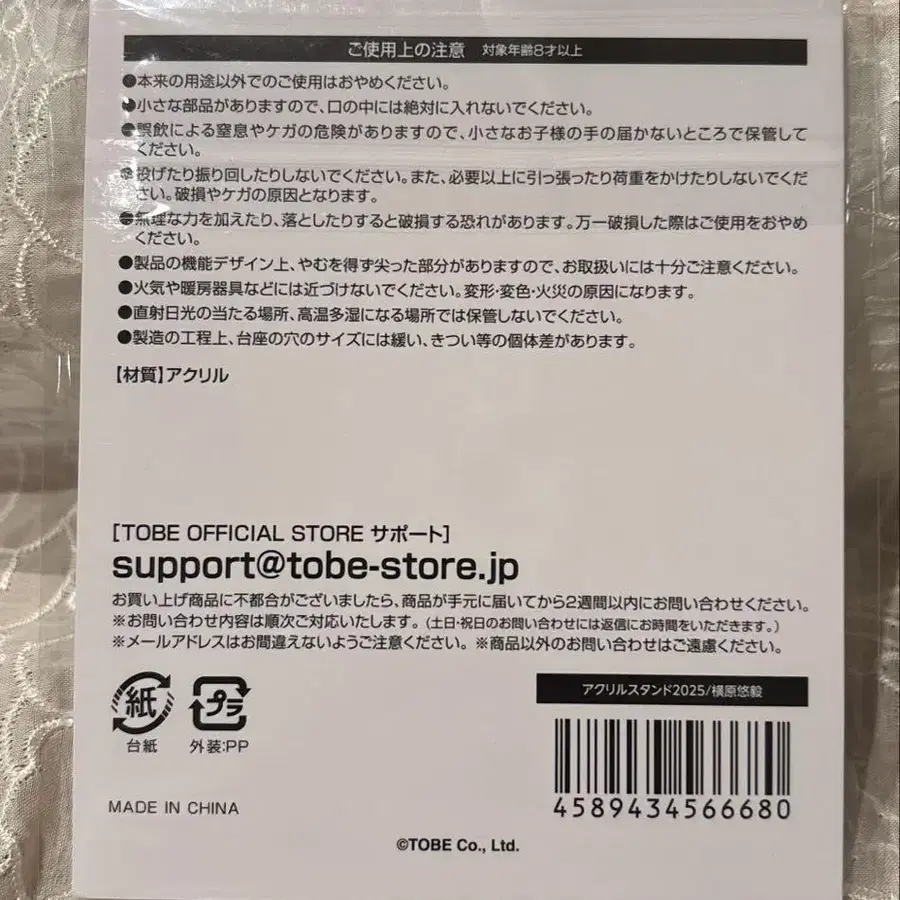 ご使用上の注意 対象年齢8才以上
●本来の用途以外でのご使用はおやめください。
●小さな部品がありますので、口の中には絶対に入れないでください。
●誤飲による窒息やケガの危険がありますので、小さなお子様の手の届かないところで保管して
ください。
●投げたり振り回したりしないでください。また、必要以上に引っ張ったり荷重をかけたりしないでくだ
さい。破損やケガの原因となります。
●無理な力を加えたり、落としたりすると破損する恐れがあります。万一破損した際はご使用をおやめ
ください。
●製品の機能デザイン上、やむを得ず尖った部分がありますので、お取扱いには十分ご注意ください。
●火気や暖房器具などには近づけないでください。変形・変色・火災の原因になります。
●直射日光の当たる場所、高温多湿になる場所では保管しないでください。
●製造の工程上、台座の穴のサイズには緩い、きつい等の個体差があります。
【材質】アクリル
[TOBE OFFICIAL STORE サポート]
support@tobe-store.jp
お買い上げ商品に不都合がございましたら、商品が手元に届いてから2週間以内にお問い合わせください。
※お問い合わせ内容は順次ご対応いたします。(土日・祝日のお問い合わせには返信にお時間をいただきます。)
※メールアドレスはお間違えないようご注意ください。※商品以外のお問い合わせはご遠慮ください。
紙 プラ
台紙 外装:PP
アクリルスタンド2025/横原悠毅
4589434566680
MADE IN CHINA
©TOBE Co., Ltd.